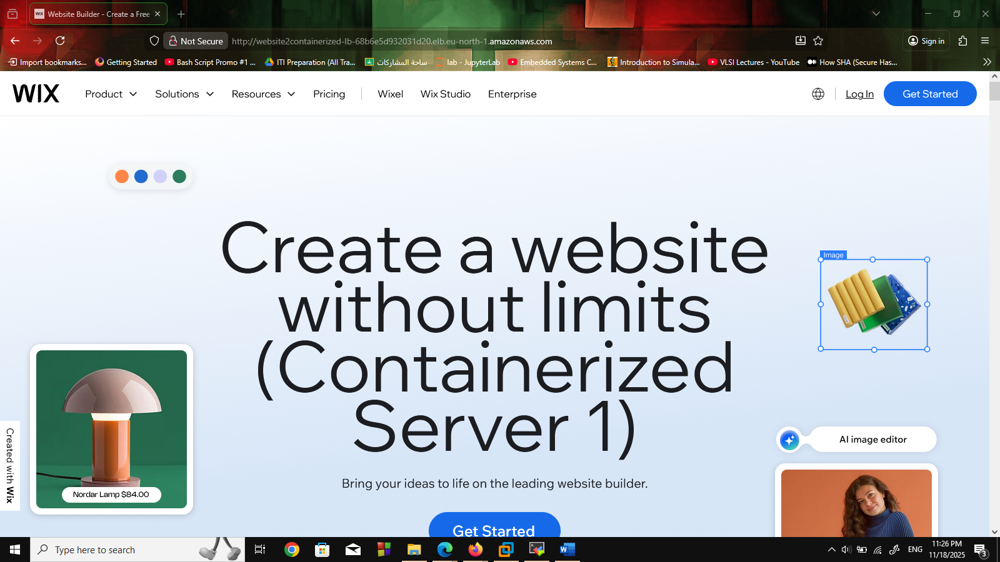 WIX Website Builder - Create a Free
Not Secure http://website2containerized-lb-68b6e5d932031d20.elb.eu-north-1.amazonaws.com Sign in
Import bookmarks... Getting Started Bash Script Promo #1 ... ITI Preparation (All Tra... ساحة المشاركات lab - JupyterLab Embedded Systems C... Introduction to Simula... VLSI Lectures - YouTube How SHA (Secure Has...
WIX Product Solutions Resources Pricing Wixel Wix Studio Enterprise Log In Get Started
Create a website
without limits
(Containerized
Server 1)
Image
Bring your ideas to life on the leading website builder.
Get Started
Nordar Lamp $84.00
Created with Wix
AI image editor
Type here to search
ENG
11:26 PM
11/18/2025
3